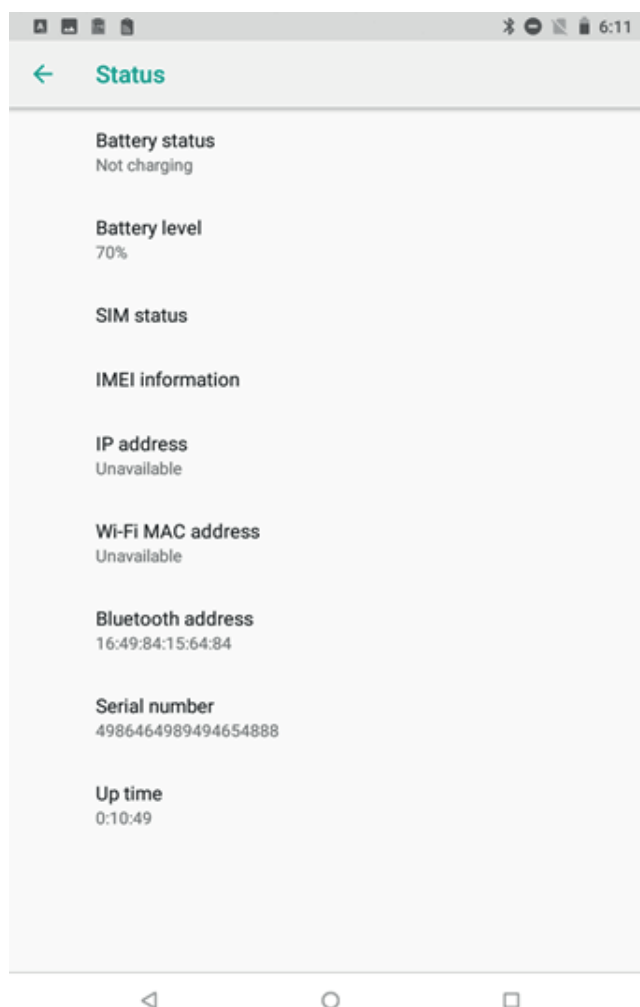 6:11
Status
Battery status
Not charging
Battery level
70%
SIM status
IMEI information
IP address
Unavailable
Wi-Fi MAC address
Unavailable
Bluetooth address
16:49:84:15:64:84
Serial number
4986464989494654888
Up time
0:10:49